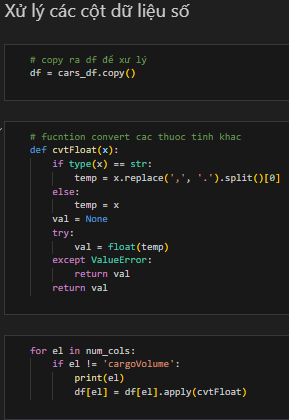 Xử lý các cột dữ liệu số
# copy ra df để xư lý
df = cars_df.copy()
# fucntion convert cac thuoc tinh khac
def cvtFloat(x):
    if type(x) == str:
        temp = x.replace(',', '.').split()[0]
    else:
        temp = x
    val = None
    try:
        val = float(temp)
    except ValueError:
        return val
    return val
for el in num_cols:
    if el != 'cargoVolume':
        print(el)
        df[el] = df[el].apply(cvtFloat)